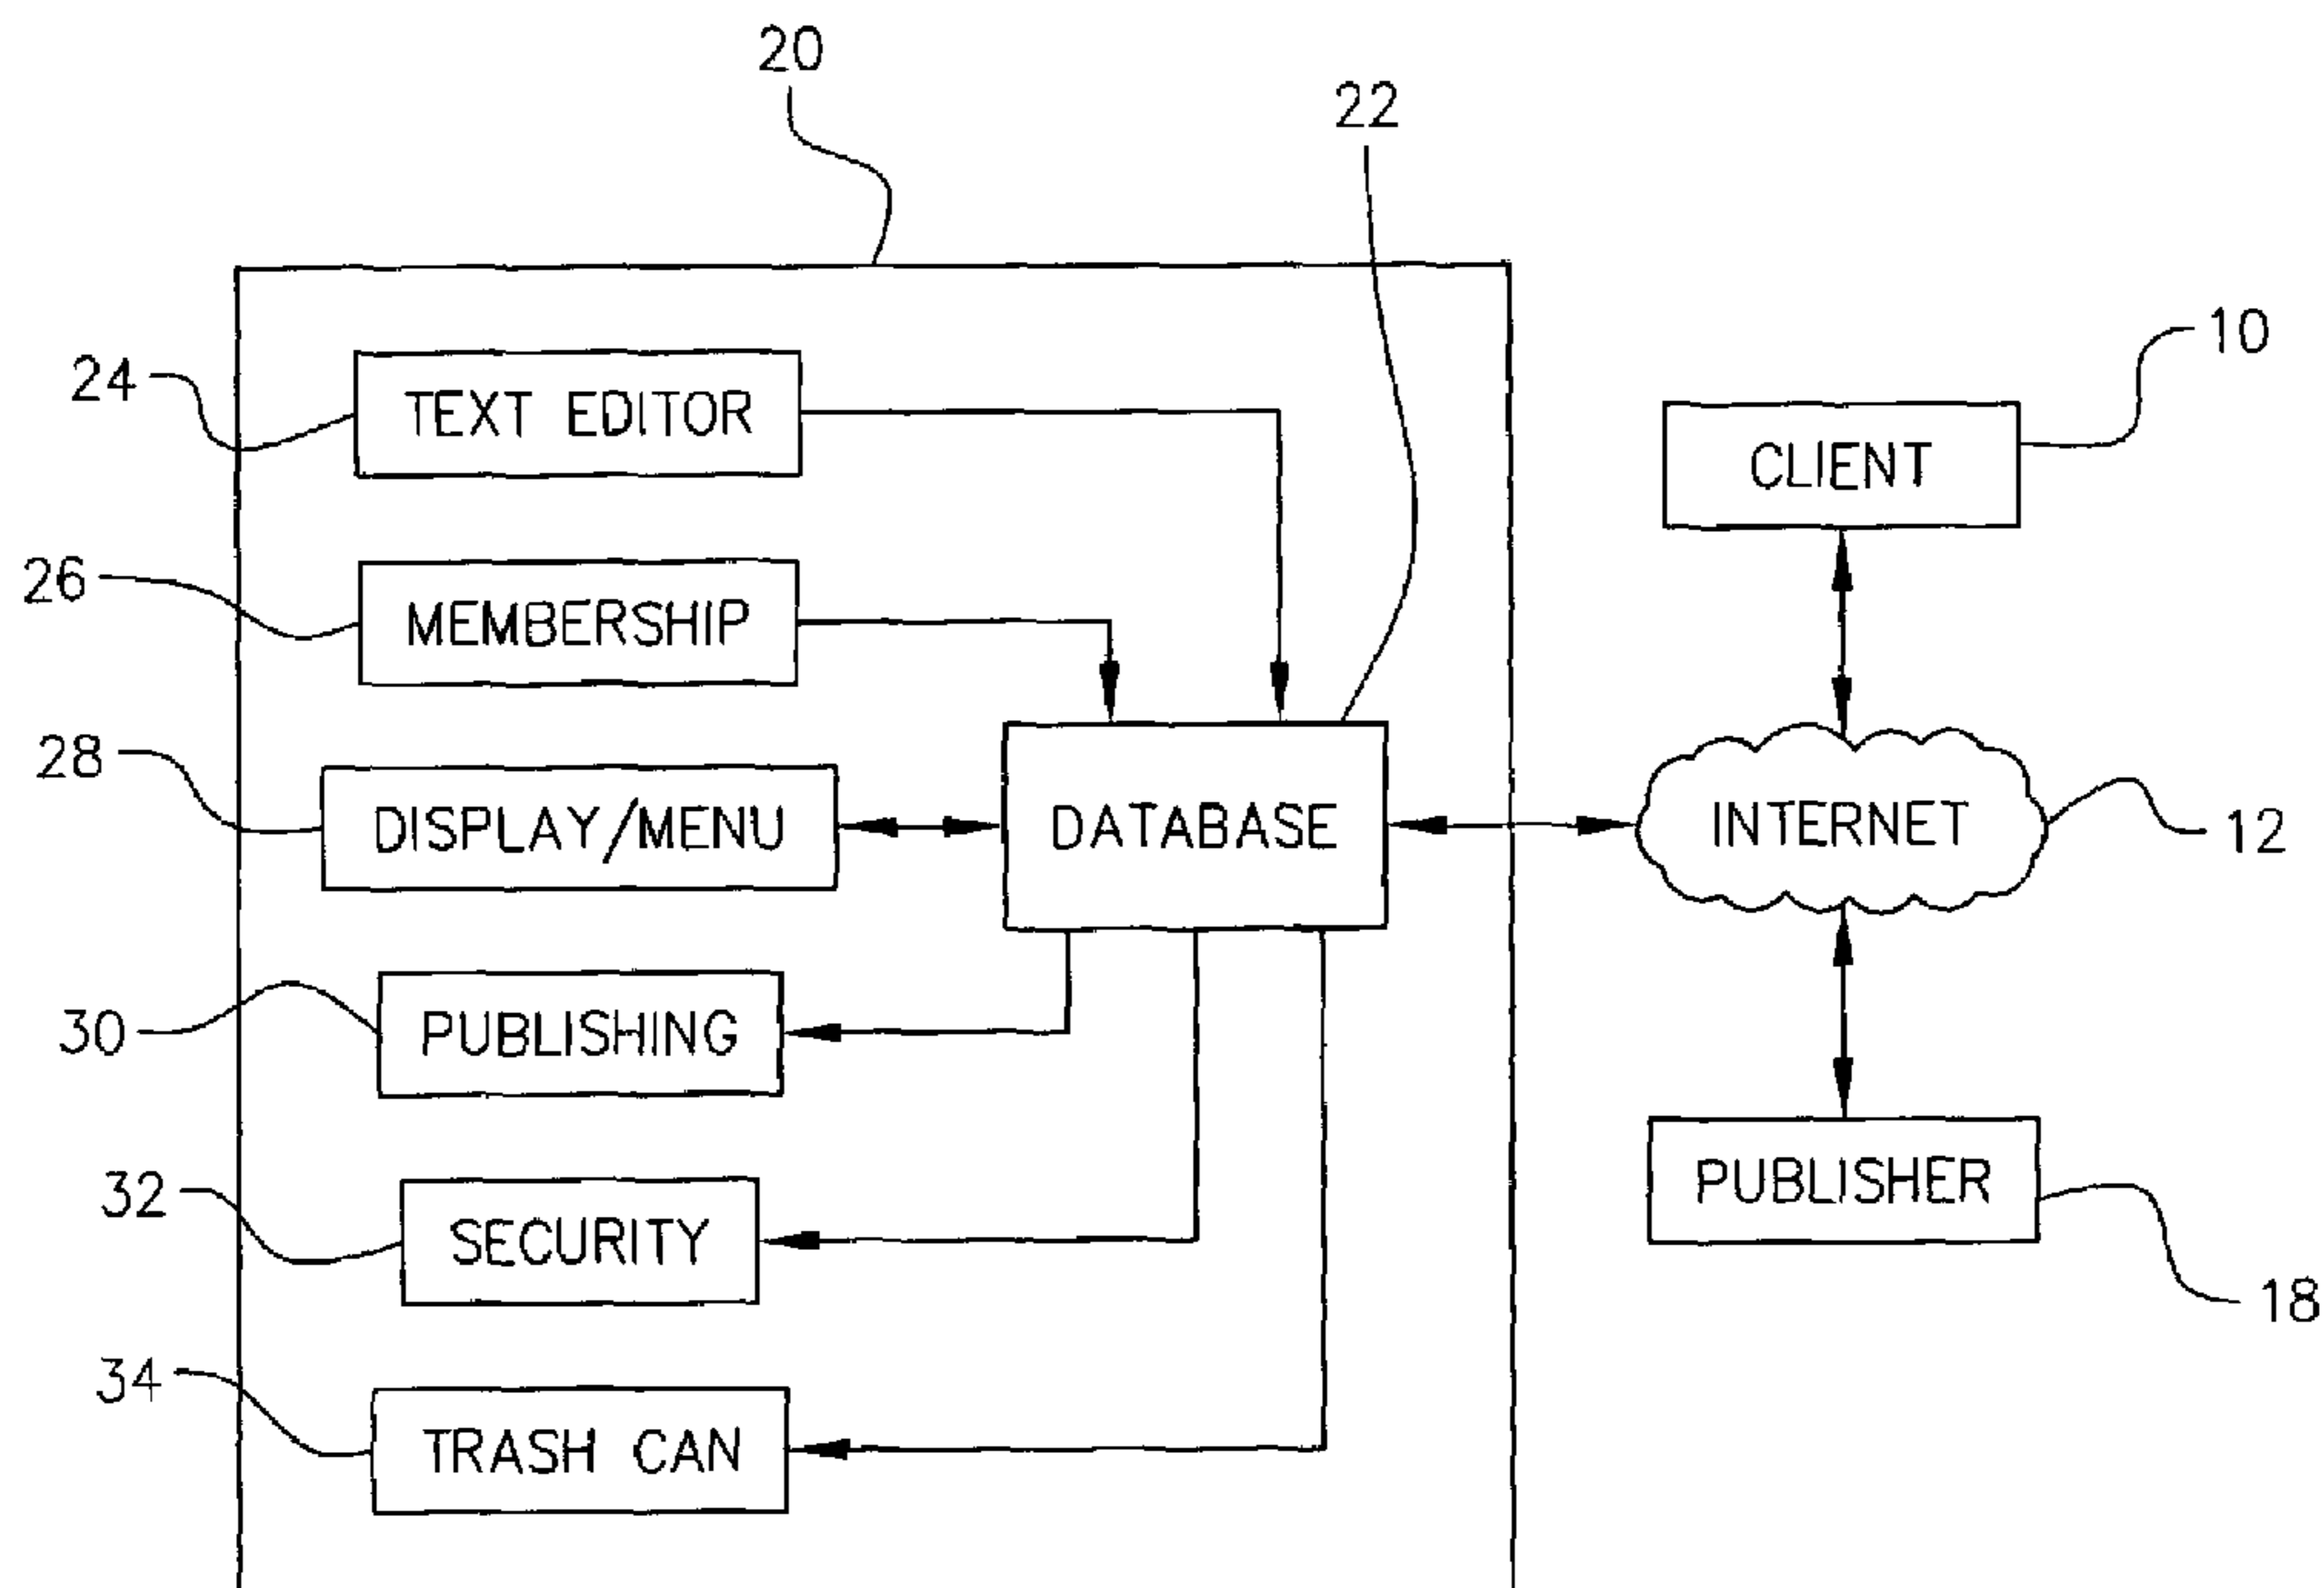 20
22
10
24
TEXT EDITOR
CLIENT
26
MEMBERSHIP
28
DISPLAY/MENU
DATABASE
INTERNET
12
30
PUBLISHING
32
SECURITY
PUBLISHER
18
34
TRASH CAN